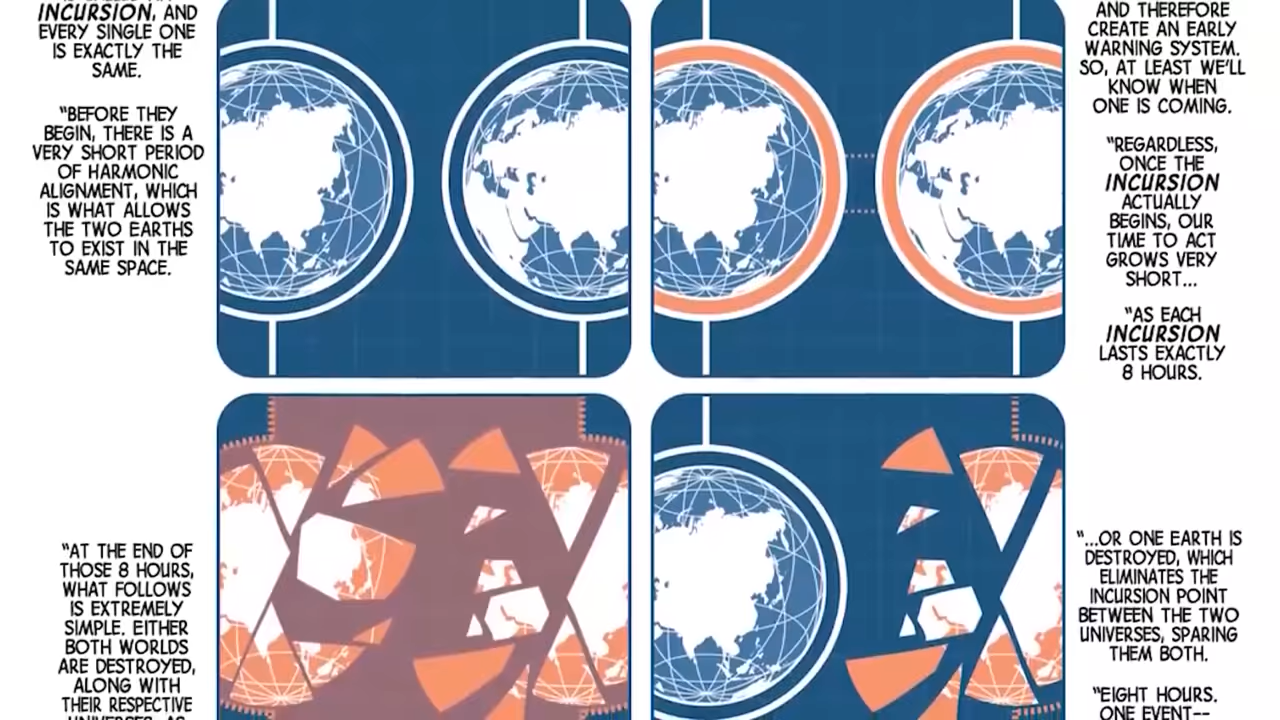 INCURSION, AND
EVERY SINGLE ONE
IS EXACTLY THE
SAME.
"BEFORE THEY
BEGIN, THERE IS A
VERY SHORT PERIOD
OF HARMONIC
ALIGNMENT, WHICH
IS WHAT ALLOWS
THE TWO EARTHS
TO EXIST IN THE
SAME SPACE.
AND THEREFORE
CREATE AN EARLY
WARNING SYSTEM.
SO, AT LEAST WE'LL
KNOW WHEN
ONE IS COMING.
"REGARDLESS,
ONCE THE
INCURSION
ACTUALLY
BEGINS, OUR
TIME TO ACT
GROWS VERY
SHORT...
"AS EACH
INCURSION
LASTS EXACTLY
8 HOURS.
"AT THE END OF
THOSE 8 HOURS,
WHAT FOLLOWS
IS EXTREMELY
SIMPLE. EITHER
BOTH WORLDS
ARE DESTROYED,
ALONG WITH
THEIR RESPECTIVE
"...OR ONE EARTH IS
DESTROYED, WHICH
ELIMINATES THE
INCURSION POINT
BETWEEN THE TWO
UNIVERSES, SPARING
THEM BOTH.
"EIGHT HOURS.
ONE EVENT--